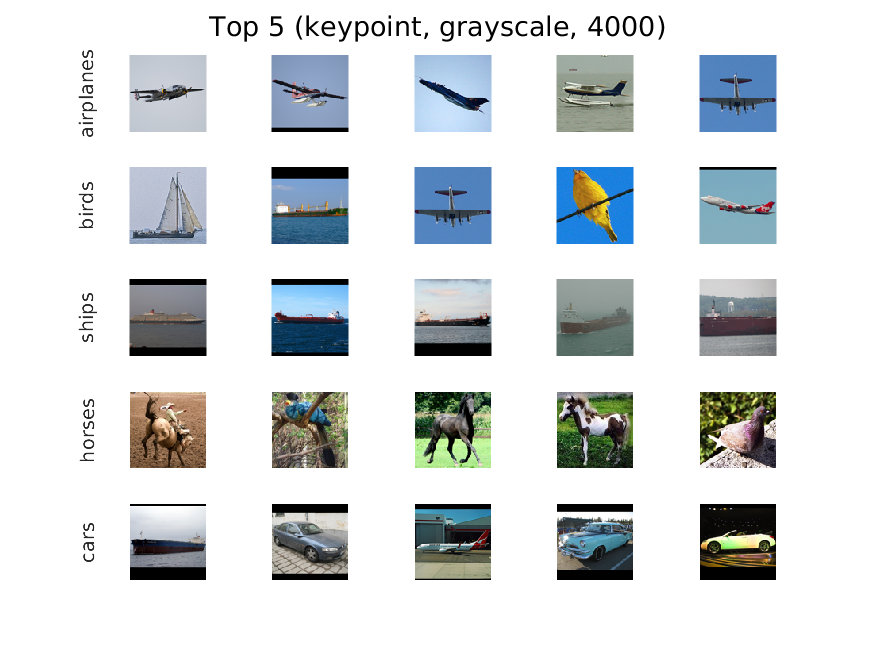 Top 5 (keypoint, grayscale, 4000)
airplanes
birds
ships
horses
cars